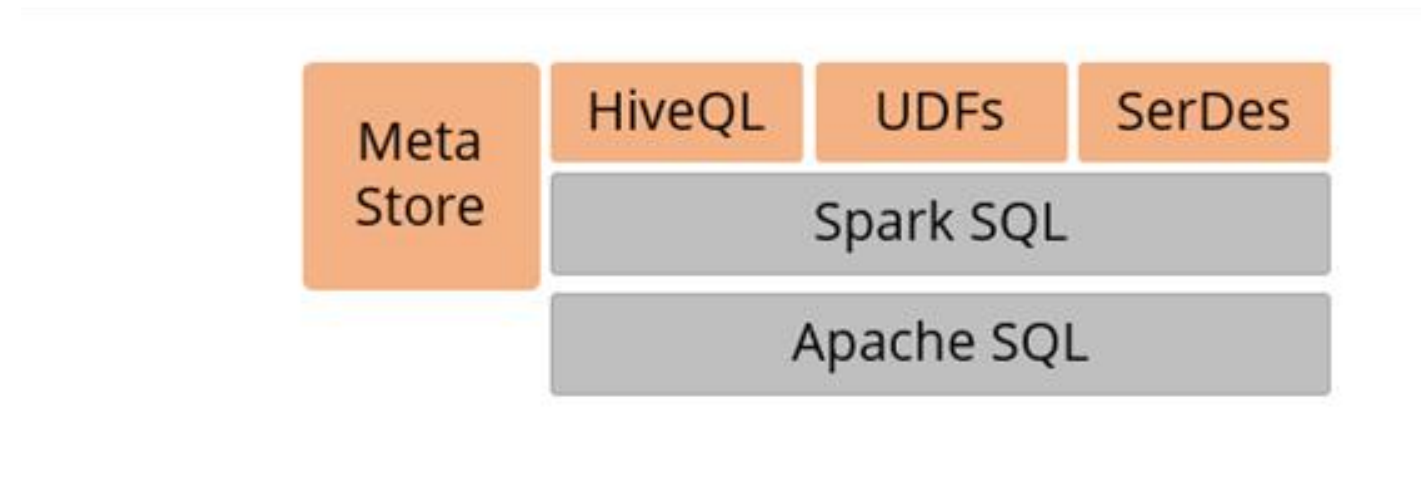 Meta
Store
HiveQL
UDFs
SerDes
Spark SQL
Apache SQL